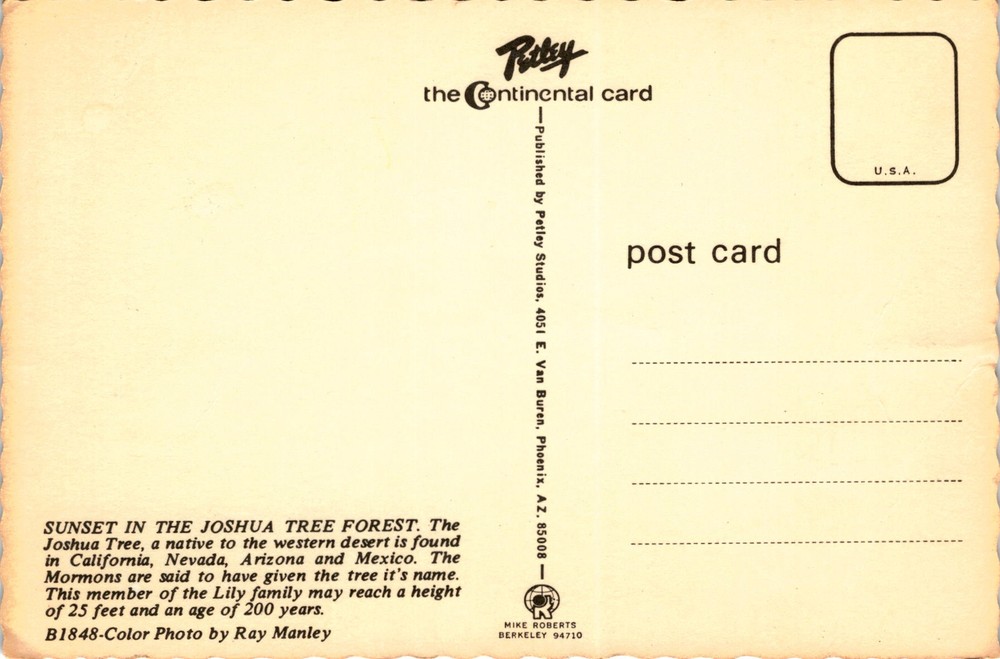 Petley
the Continental card
U.S.A.
post card
Published by Petley Studios, 4051 E. Van Buren, Phoenix, AZ. 85008
SUNSET IN THE JOSHUA TREE FOREST. The
Joshua Tree, a native to the western desert is found
in California, Nevada, Arizona and Mexico. The
Mormons are said to have given the tree it's name.
This member of the Lily family may reach a height
of 25 feet and an age of 200 years.
B1848-Color Photo by Ray Manley
MIKE ROBERTS
BERKELEY 94710